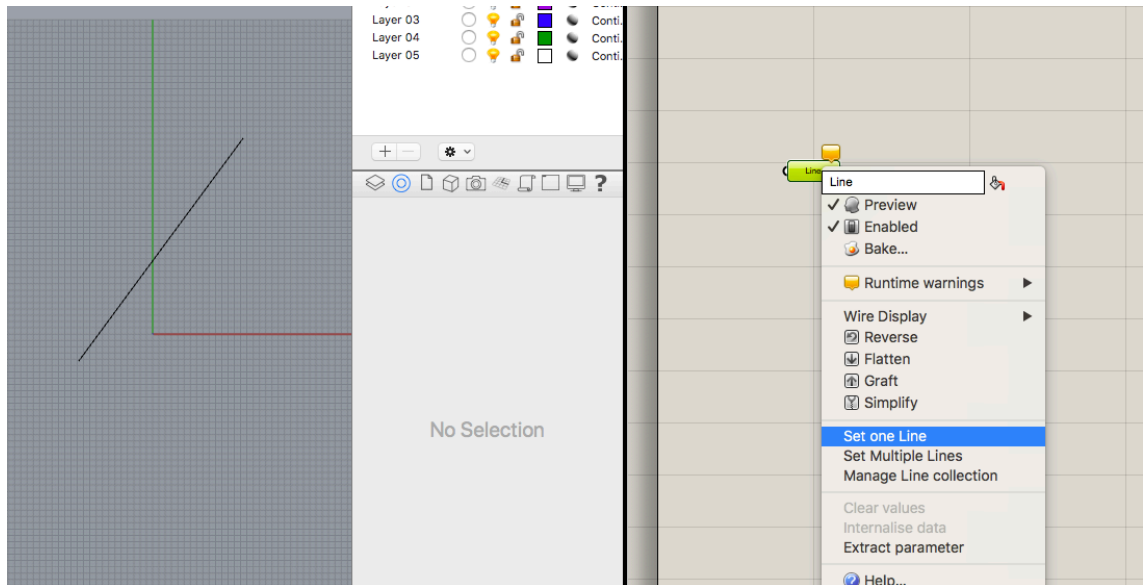 Layer 03 Conti.
Layer 04 Conti.
Layer 05 Conti.
No Selection
Line
Line
Preview
Enabled
Bake...
Runtime warnings
Wire Display
Reverse
Flatten
Graft
Simplify
Set one Line
Set Multiple Lines
Manage Line collection
Clear values
Internalise data
Extract parameter
Help...